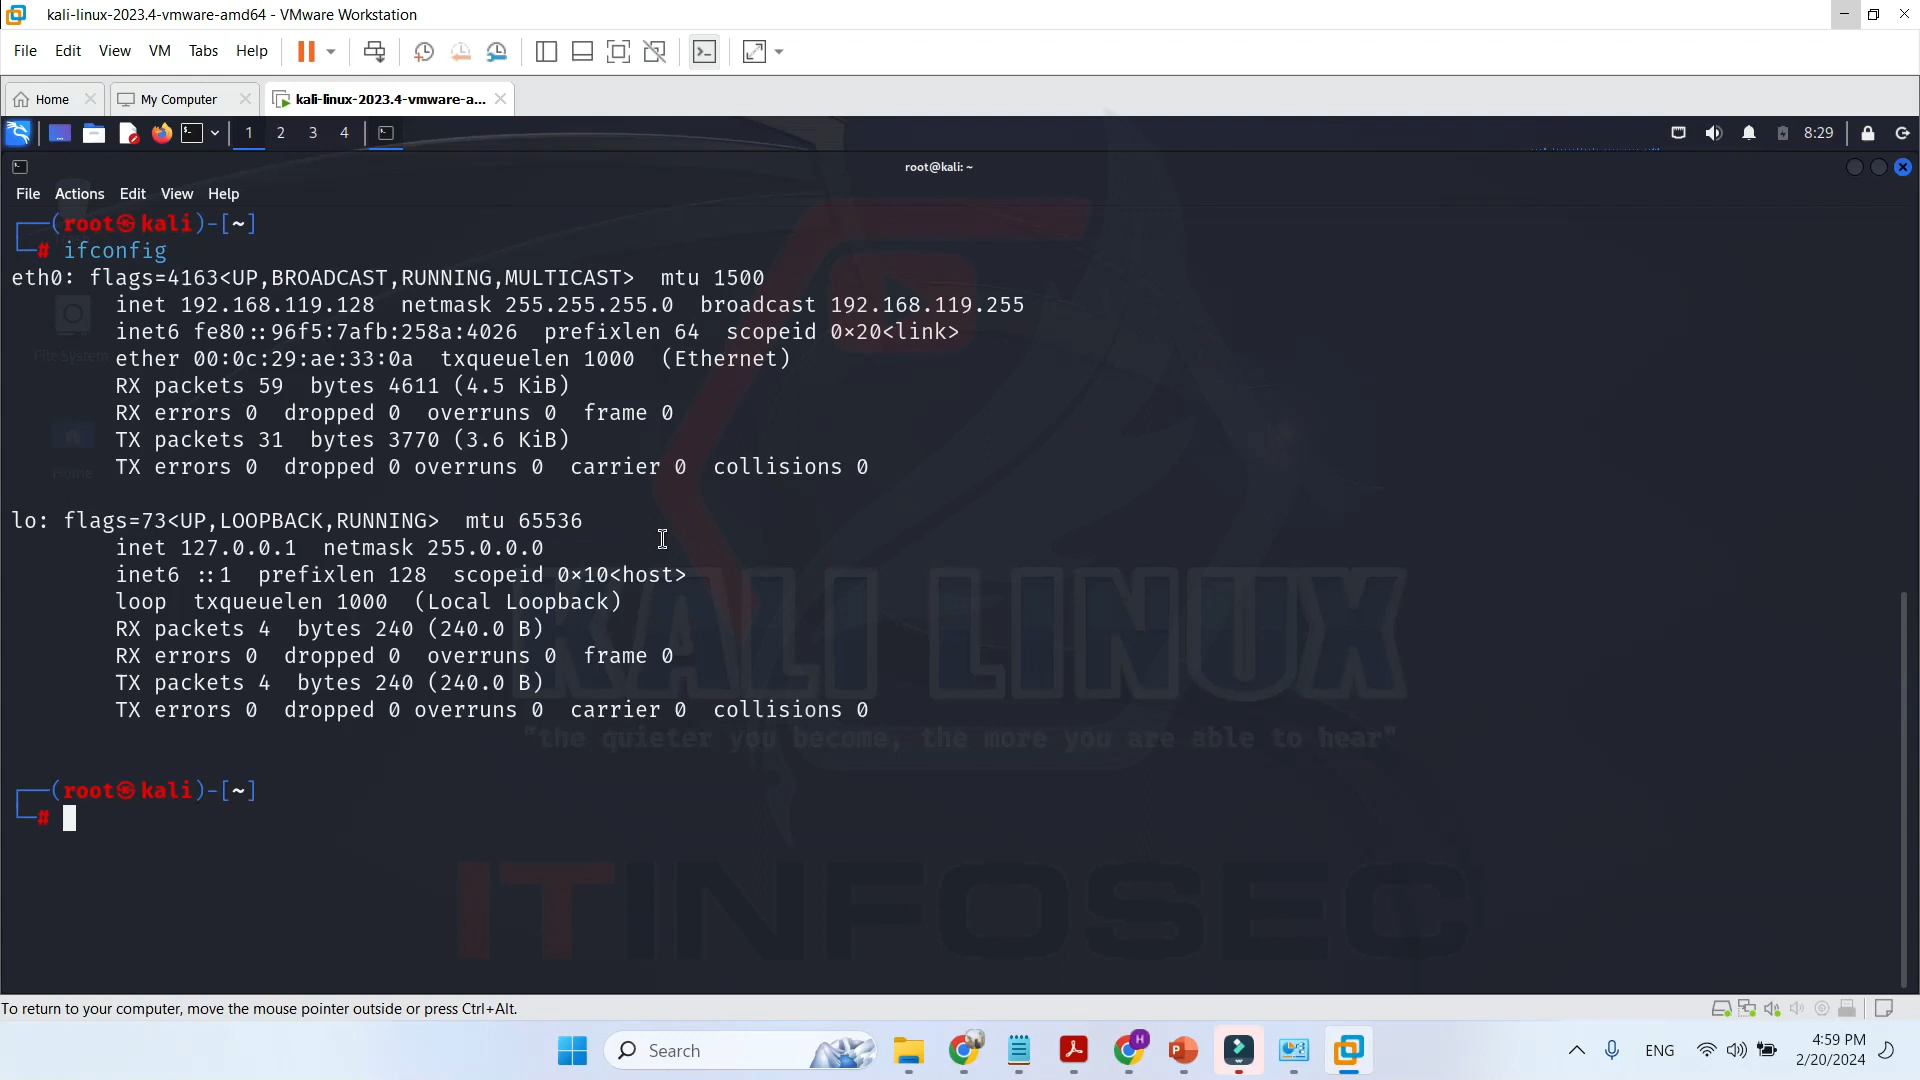 kali-linux-2023.4-vmware-amd64 - VMware Workstation
File Edit View VM Tabs Help
Home My Computer kali-linux-2023.4-vmware-a...
1 2 3 4 8:29
root@kali: ~
File Actions Edit View Help
┌──(root㉿kali)-[~]
└─# ifconfig
eth0: flags=4163<UP,BROADCAST,RUNNING,MULTICAST>  mtu 1500
        inet 192.168.119.128  netmask 255.255.255.0  broadcast 192.168.119.255
        inet6 fe80::96f5:7afb:258a:4026  prefixlen 64  scopeid 0×20<link>
        ether 00:0c:29:ae:33:0a  txqueuelen 1000  (Ethernet)
        RX packets 59  bytes 4611 (4.5 KiB)
        RX errors 0  dropped 0  overruns 0  frame 0
        TX packets 31  bytes 3770 (3.6 KiB)
        TX errors 0  dropped 0 overruns 0  carrier 0  collisions 0
lo: flags=73<UP,LOOPBACK,RUNNING>  mtu 65536
        inet 127.0.0.1  netmask 255.0.0.0
        inet6 ::1  prefixlen 128  scopeid 0×10<host>
        loop  txqueuelen 1000  (Local Loopback)
        RX packets 4  bytes 240 (240.0 B)
        RX errors 0  dropped 0  overruns 0  frame 0
        TX packets 4  bytes 240 (240.0 B)
        TX errors 0  dropped 0 overruns 0  carrier 0  collisions 0
┌──(root㉿kali)-[~]
└─#
File System
Home
KALI LINUX
"the quieter you become, the more you are able to hear"
ITINFOSEC
To return to your computer, move the mouse pointer outside or press Ctrl+Alt.
Search
H
P
ENG
4:59 PM
2/20/2024